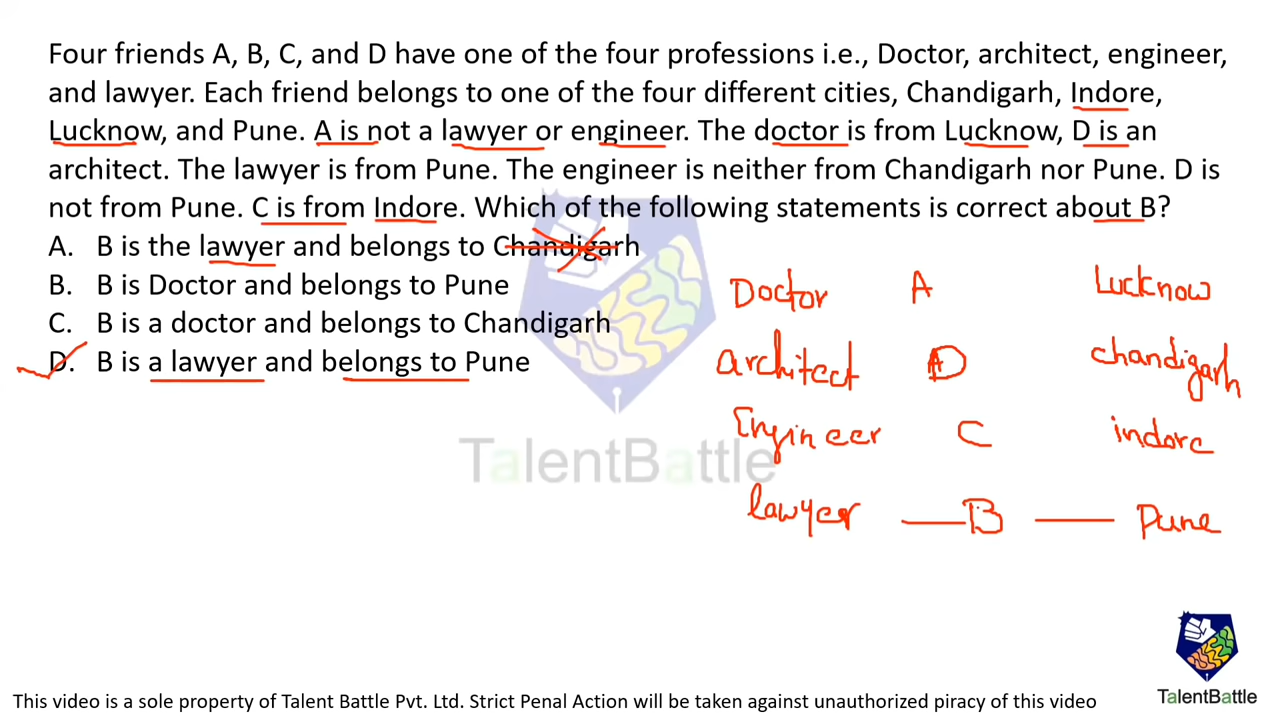 Four friends A, B, C, and D have one of the four professions i.e., Doctor, architect, engineer,
and lawyer. Each friend belongs to one of the four different cities, Chandigarh, Indore,
Lucknow, and Pune. A is not a lawyer or engineer. The doctor is from Lucknow, D is an
architect. The lawyer is from Pune. The engineer is neither from Chandigarh nor Pune. D is
not from Pune. C is from Indore. Which of the following statements is correct about B?
A. B is the lawyer and belongs to Chandigarh
B. B is Doctor and belongs to Pune
C. B is a doctor and belongs to Chandigarh
D. B is a lawyer and belongs to Pune
Doctor A Lucknow
architect D chandigarh
Engineer C indore
lawyer B Pune
TalentBattle
TalentBattle
This video is a sole property of Talent Battle Pvt. Ltd. Strict Penal Action will be taken against unauthorized piracy of this video